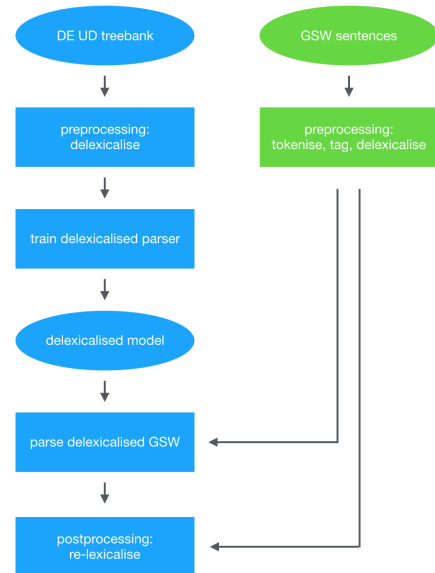 DE UD treebank
GSW sentences
preprocessing:
delexicalise
preprocessing:
tokenise, tag, delexicalise
train delexicalised parser
delexicalised model
parse delexicalised GSW
postprocessing:
re-lexicalise